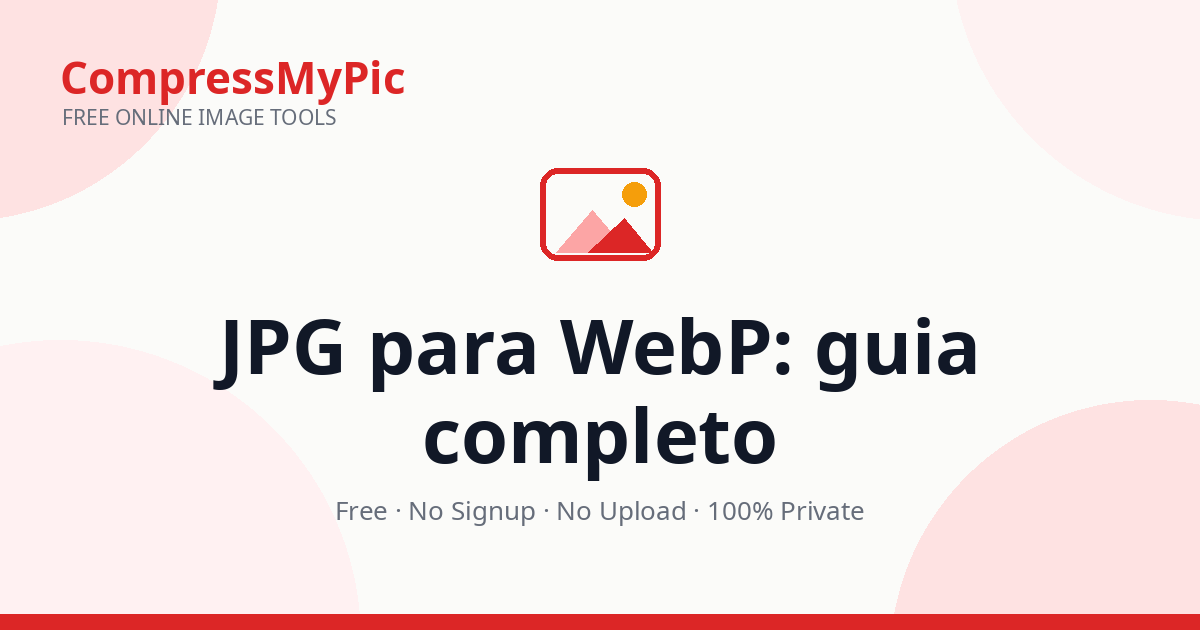 CompressMyPic
FREE ONLINE IMAGE TOOLS
JPG para WebP: guia
completo
Free · No Signup · No Upload · 100% Private